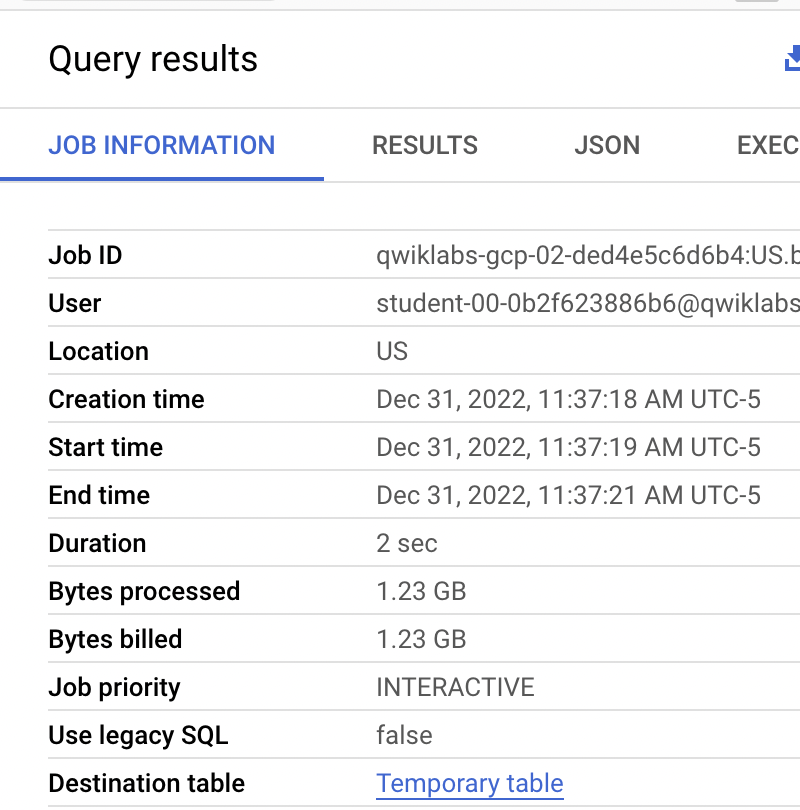 Query results
JOB INFORMATION RESULTS JSON EXEC
Job ID qwiklabs-gcp-02-ded4e5c6d6b4:US.b
User student-00-0b2f623886b6@qwiklabs
Location US
Creation time Dec 31, 2022, 11:37:18 AM UTC-5
Start time Dec 31, 2022, 11:37:19 AM UTC-5
End time Dec 31, 2022, 11:37:21 AM UTC-5
Duration 2 sec
Bytes processed 1.23 GB
Bytes billed 1.23 GB
Job priority INTERACTIVE
Use legacy SQL false
Destination table Temporary table